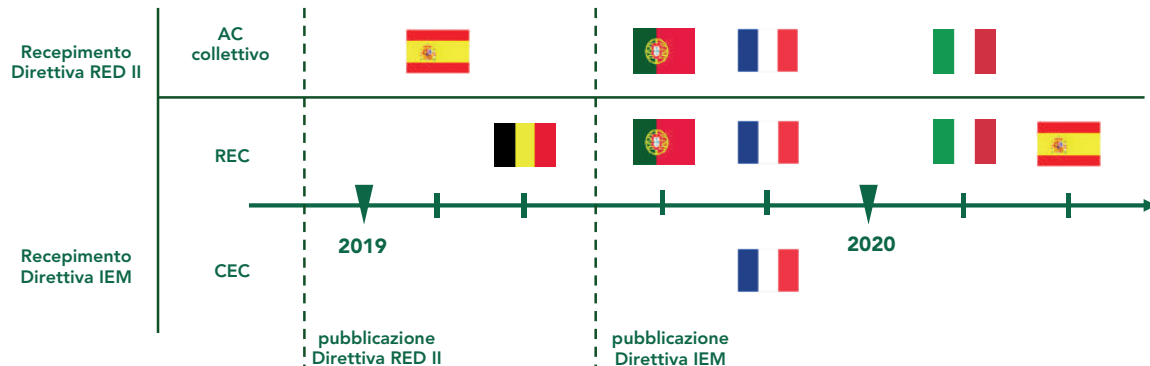 Recepimento
Direttiva RED II
AC
collettivo
REC
2019
2020
Recepimento
Direttiva IEM
CEC
pubblicazione
Direttiva RED II
pubblicazione
Direttiva IEM